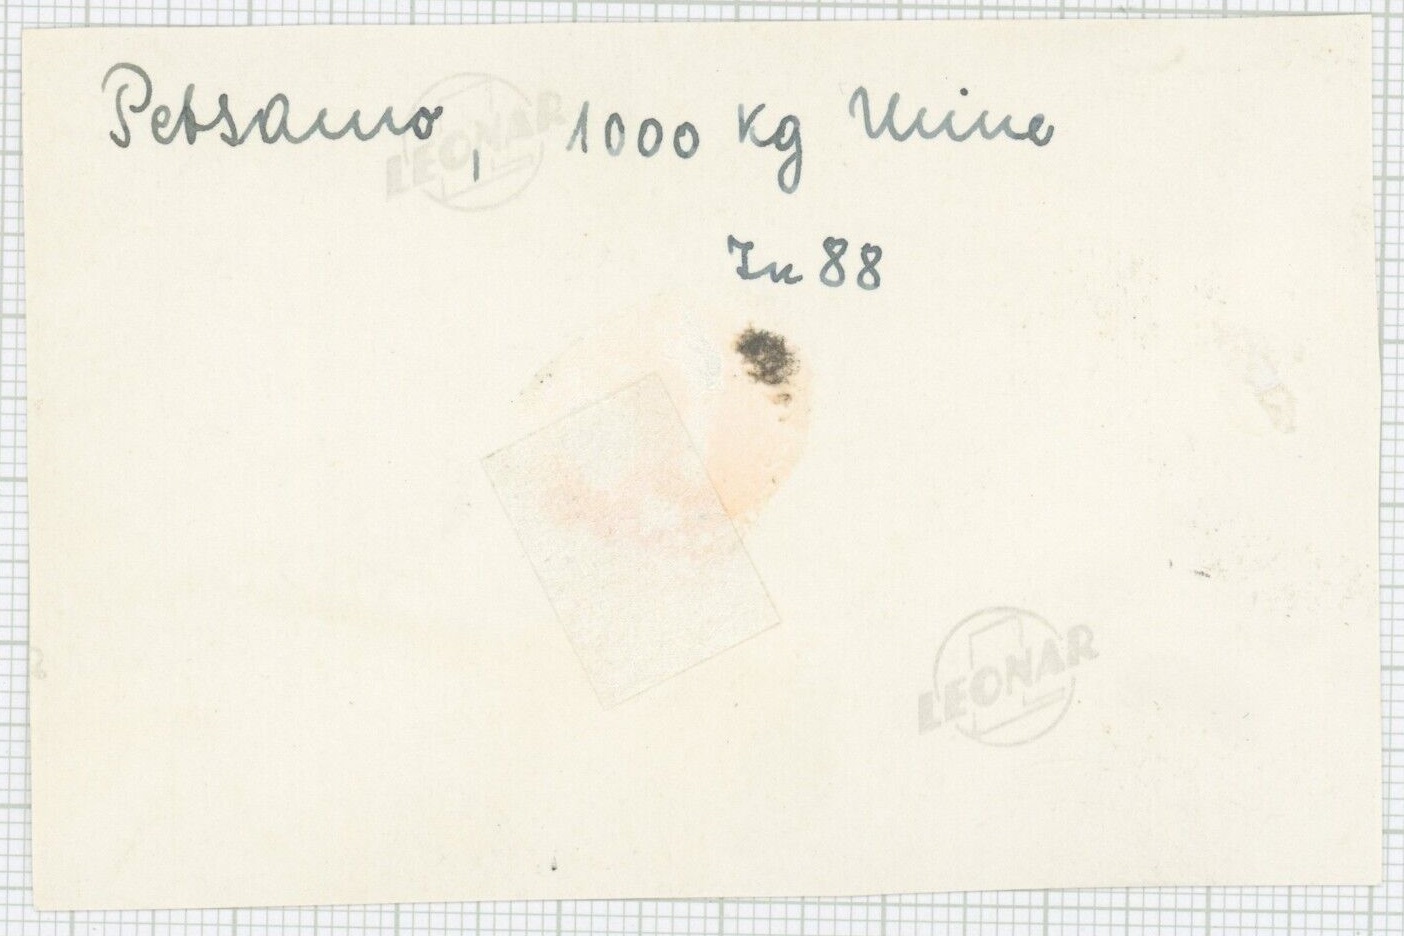 Petsamo, 1000 kg Mine
Ju 88
LEONAR
LEONAR